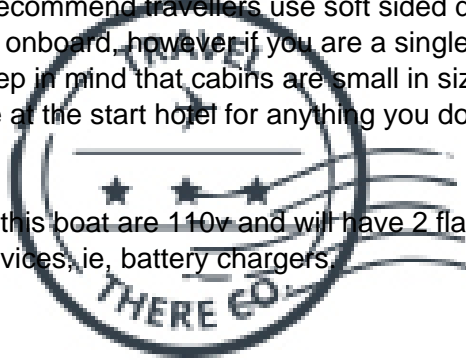 ecommend travellers use soft sided
onboard, however if you are a single
ep in mind that cabins are small in siz
at the start hotel for anything you do
this boat are 110v and will have 2 fla
vices, ie, battery chargers.
TRAVEL
THERE CO.